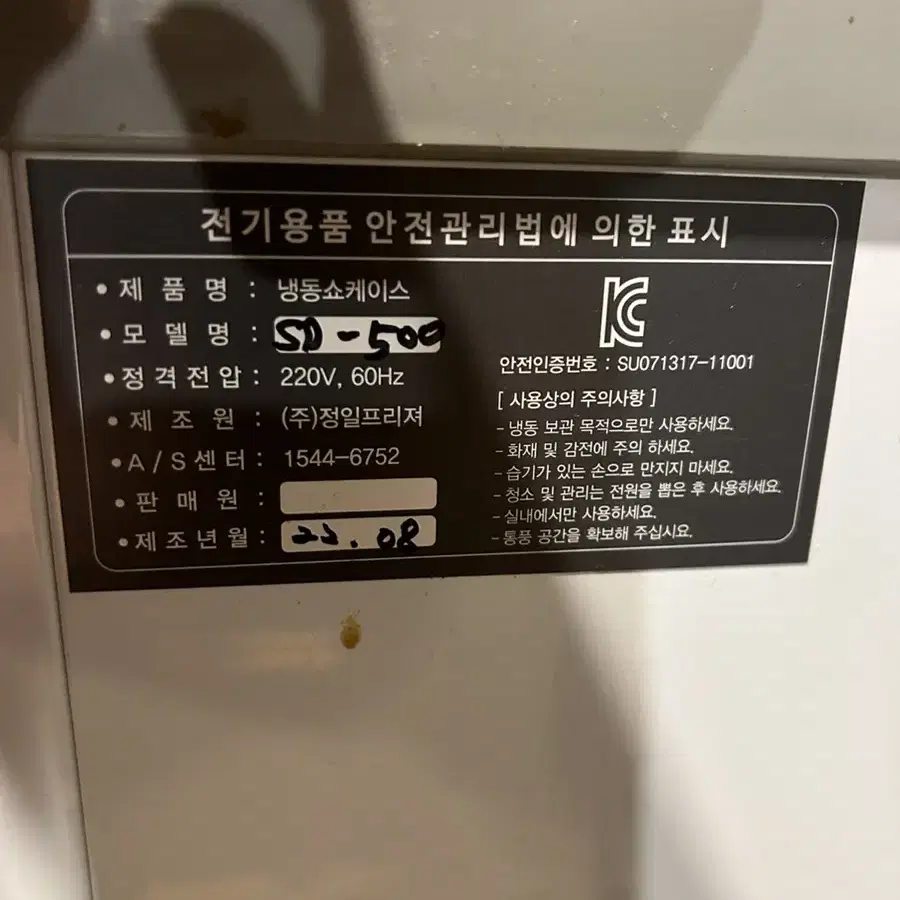 전기용품 안전관리법에 의한 표시
• 제 품 명 : 냉동쇼케이스
• 모 델 명 : SD-500
• 정격전압 : 220V, 60Hz
• 제 조 원 : (주)정일프리져
• A/S센터 : 1544-6752
• 판 매 원 :
• 제조년월 : 22.08
KC
안전인증번호 : SU071317-11001
[ 사용상의 주의사항 ]
- 냉동 보관 목적으로만 사용하세요.
- 화재 및 감전에 주의 하세요.
- 습기가 있는 손으로 만지지 마세요.
- 청소 및 관리는 전원을 뽑은 후 사용하세요.
- 실내에서만 사용하세요.
- 통풍 공간을 확보해 주십시요.